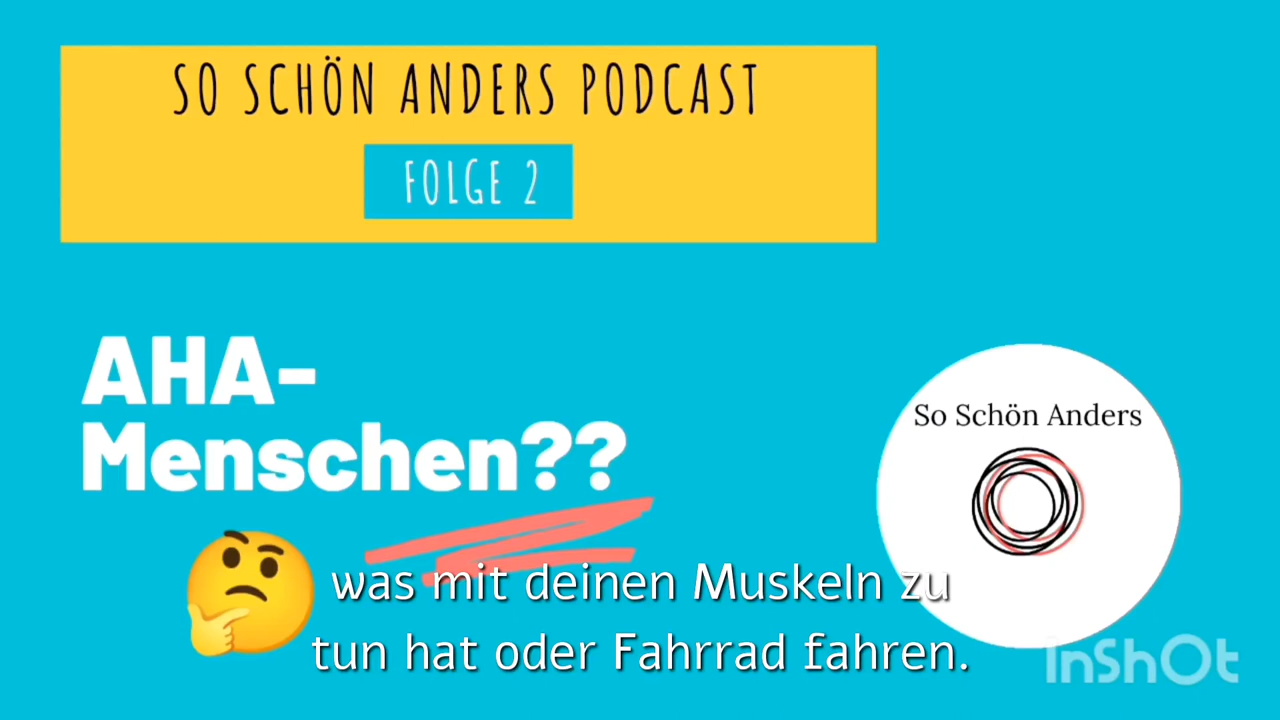 SO SCHÖN ANDERS PODCAST
FOLGE 2
AHA-
Menschen??
So Schön Anders
was mit deinen Muskeln zu
tun hat oder Fahrrad fahren.
InShOt